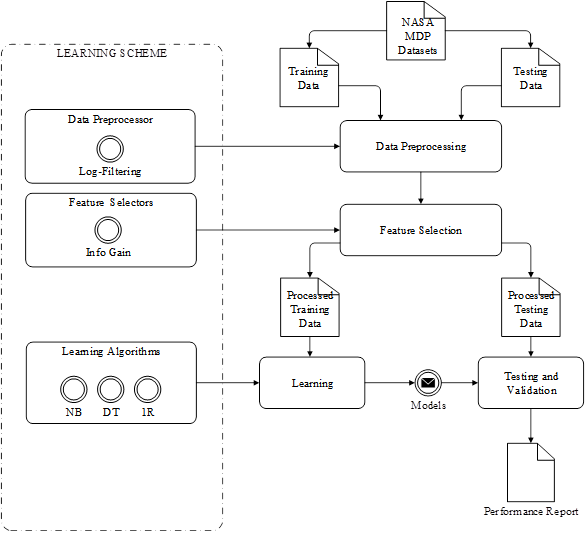 NASA
MDP
Datasets
LEARNING SCHEME
Training
Data
Testing
Data
Data Preprocessor
Log-Filtering
Data Preprocessing
Feature Selectors
Info Gain
Feature Selection
Processed
Training
Data
Processed
Testing
Data
Learning Algorithms
NB DT 1R
Learning
Models
Testing and
Validation
Performance Report